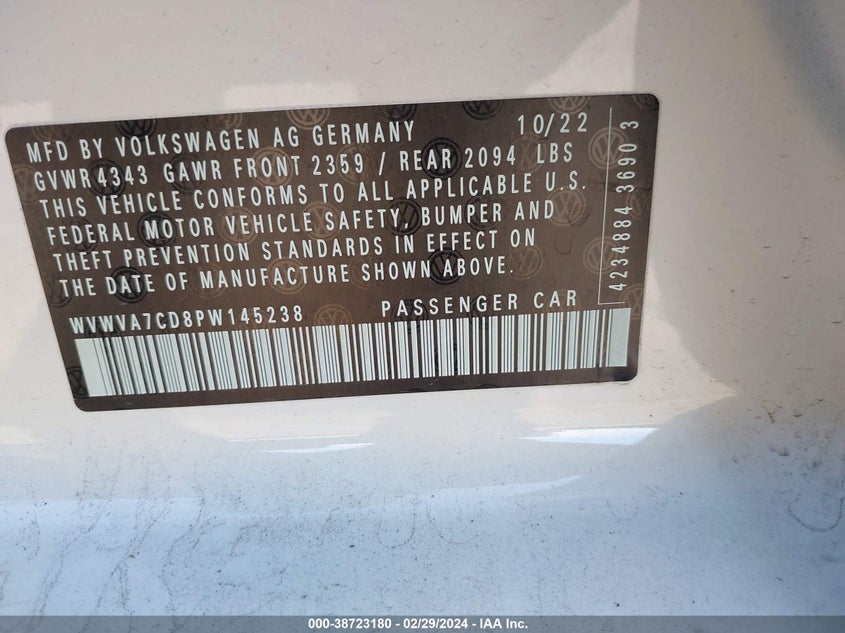 MFD BY VOLKSWAGEN AG GERMANY 10/22
GVWR 4343 GAWR FRONT 2359 / REAR 2094 LBS
THIS VEHICLE CONFORMS TO ALL APPLICABLE U.S.
FEDERAL MOTOR VEHICLE SAFETY, BUMPER AND
THEFT PREVENTION STANDARDS IN EFFECT ON
THE DATE OF MANUFACTURE SHOWN ABOVE.
WVWVA7CD8PW145238 PASSENGER CAR
4234884 3690 3
000-38723180 - 02/29/2024 - IAA Inc.